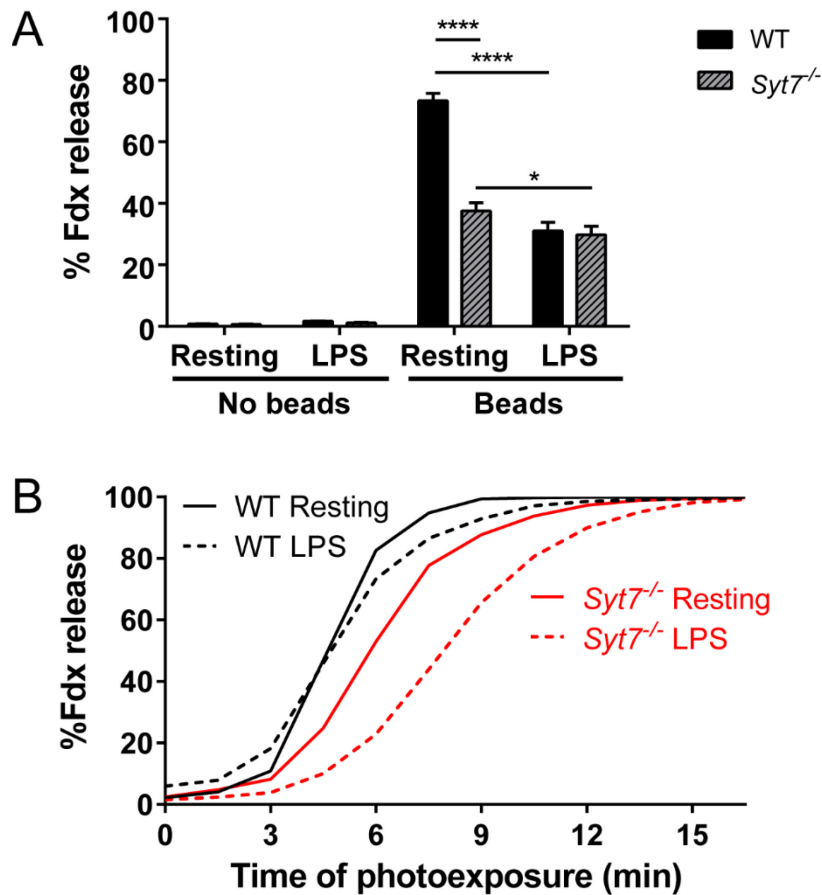 A
% Fdx release
100
80
60
40
20
0
****
****
*
WT
Syt7-/-
Resting LPS Resting LPS
No beads Beads
B
%Fdx release
100
80
60
40
20
0
WT Resting
WT LPS
Syt7-/- Resting
Syt7-/- LPS
0 3 6 9 12 15
Time of photoexposure (min)